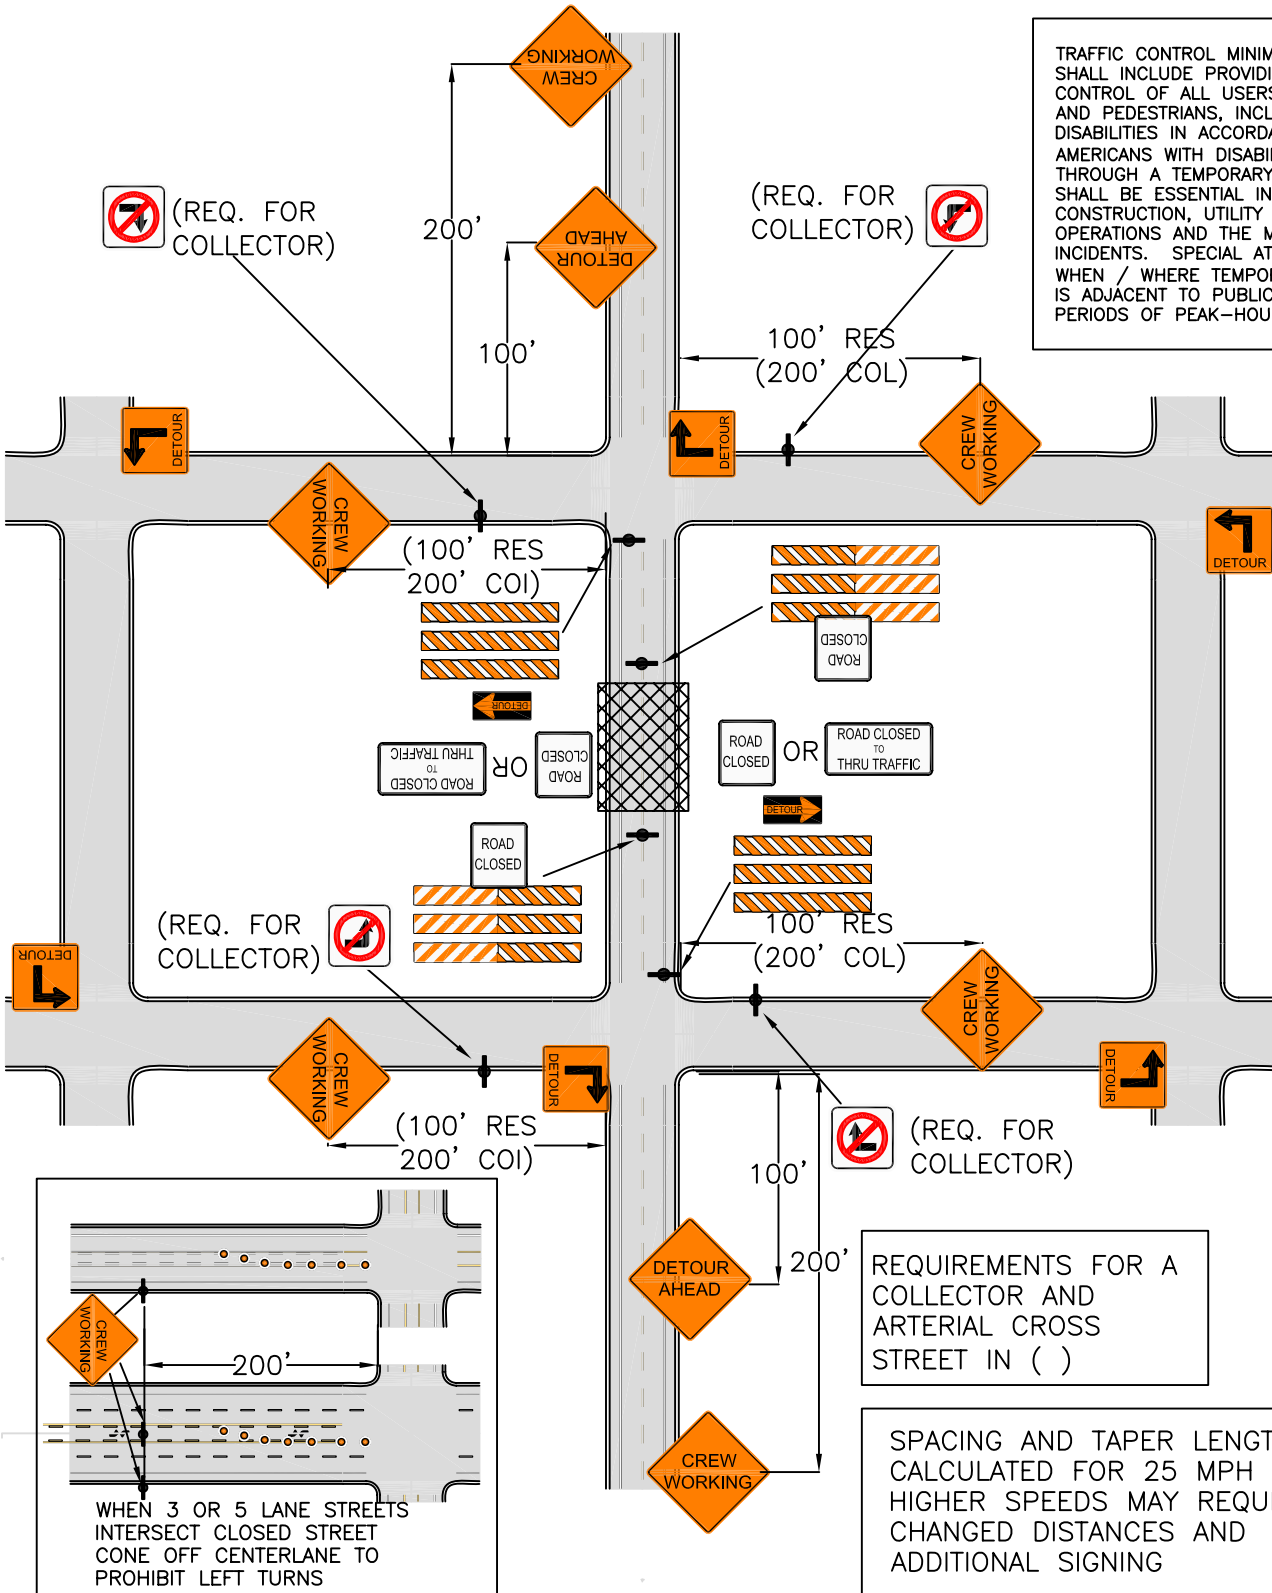 CREW
WORKING
TRAFFIC CONTROL MINIM
SHALL INCLUDE PROVIDI
CONTROL OF ALL USERS
AND PEDESTRIANS, INCL
DISABILITIES IN ACCORDA
AMERICANS WITH DISABIL
THROUGH A TEMPORARY
SHALL BE ESSENTIAL IN
CONSTRUCTION, UTILITY
OPERATIONS AND THE M
INCIDENTS. SPECIAL AT
WHEN / WHERE TEMPOR
IS ADJACENT TO PUBLIC
PERIODS OF PEAK-HOU
(REQ. FOR
COLLECTOR)
200'
DETOUR
AHEAD
100'
(REQ. FOR
COLLECTOR)
100' RES
(200' COL)
DETOUR
DETOUR
CREW
WORKING
CREW
WORKING
(100' RES
200' COI)
DETOUR
ROAD
CLOSED
DETOUR
ROAD CLOSED
TO
THRU TRAFFIC
OR
ROAD
CLOSED
ROAD
CLOSED
OR
ROAD CLOSED
TO
THRU TRAFFIC
DETOUR
ROAD
CLOSED
(REQ. FOR
COLLECTOR)
100' RES
(200' COL)
DETOUR
CREW
WORKING
CREW
WORKING
DETOUR
DETOUR
(100' RES
200' COI)
(REQ. FOR
COLLECTOR)
100'
200'
DETOUR
AHEAD
CREW
WORKING
CREW
WORKING
200'
WHEN 3 OR 5 LANE STREETS
INTERSECT CLOSED STREET
CONE OFF CENTERLANE TO
PROHIBIT LEFT TURNS
REQUIREMENTS FOR A
COLLECTOR AND
ARTERIAL CROSS
STREET IN ( )
SPACING AND TAPER LENGT
CALCULATED FOR 25 MPH
HIGHER SPEEDS MAY REQUI
CHANGED DISTANCES AND
ADDITIONAL SIGNING